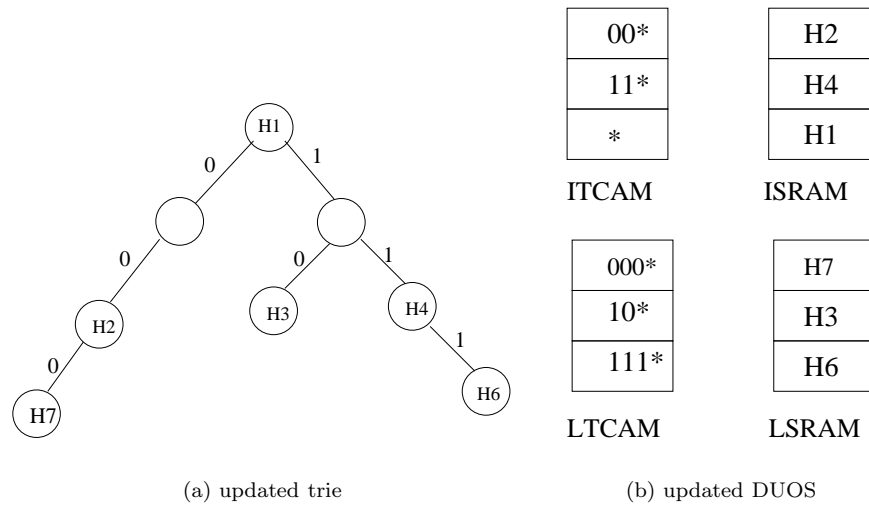 H1
0
1
0
0
1
H2
H3
H4
0
1
H7
H6
(a) updated trie
00*
H2
11*
H4
*
H1
ITCAM
ISRAM
000*
H7
10*
H3
111*
H6
LTCAM
LSRAM
(b) updated DUOS